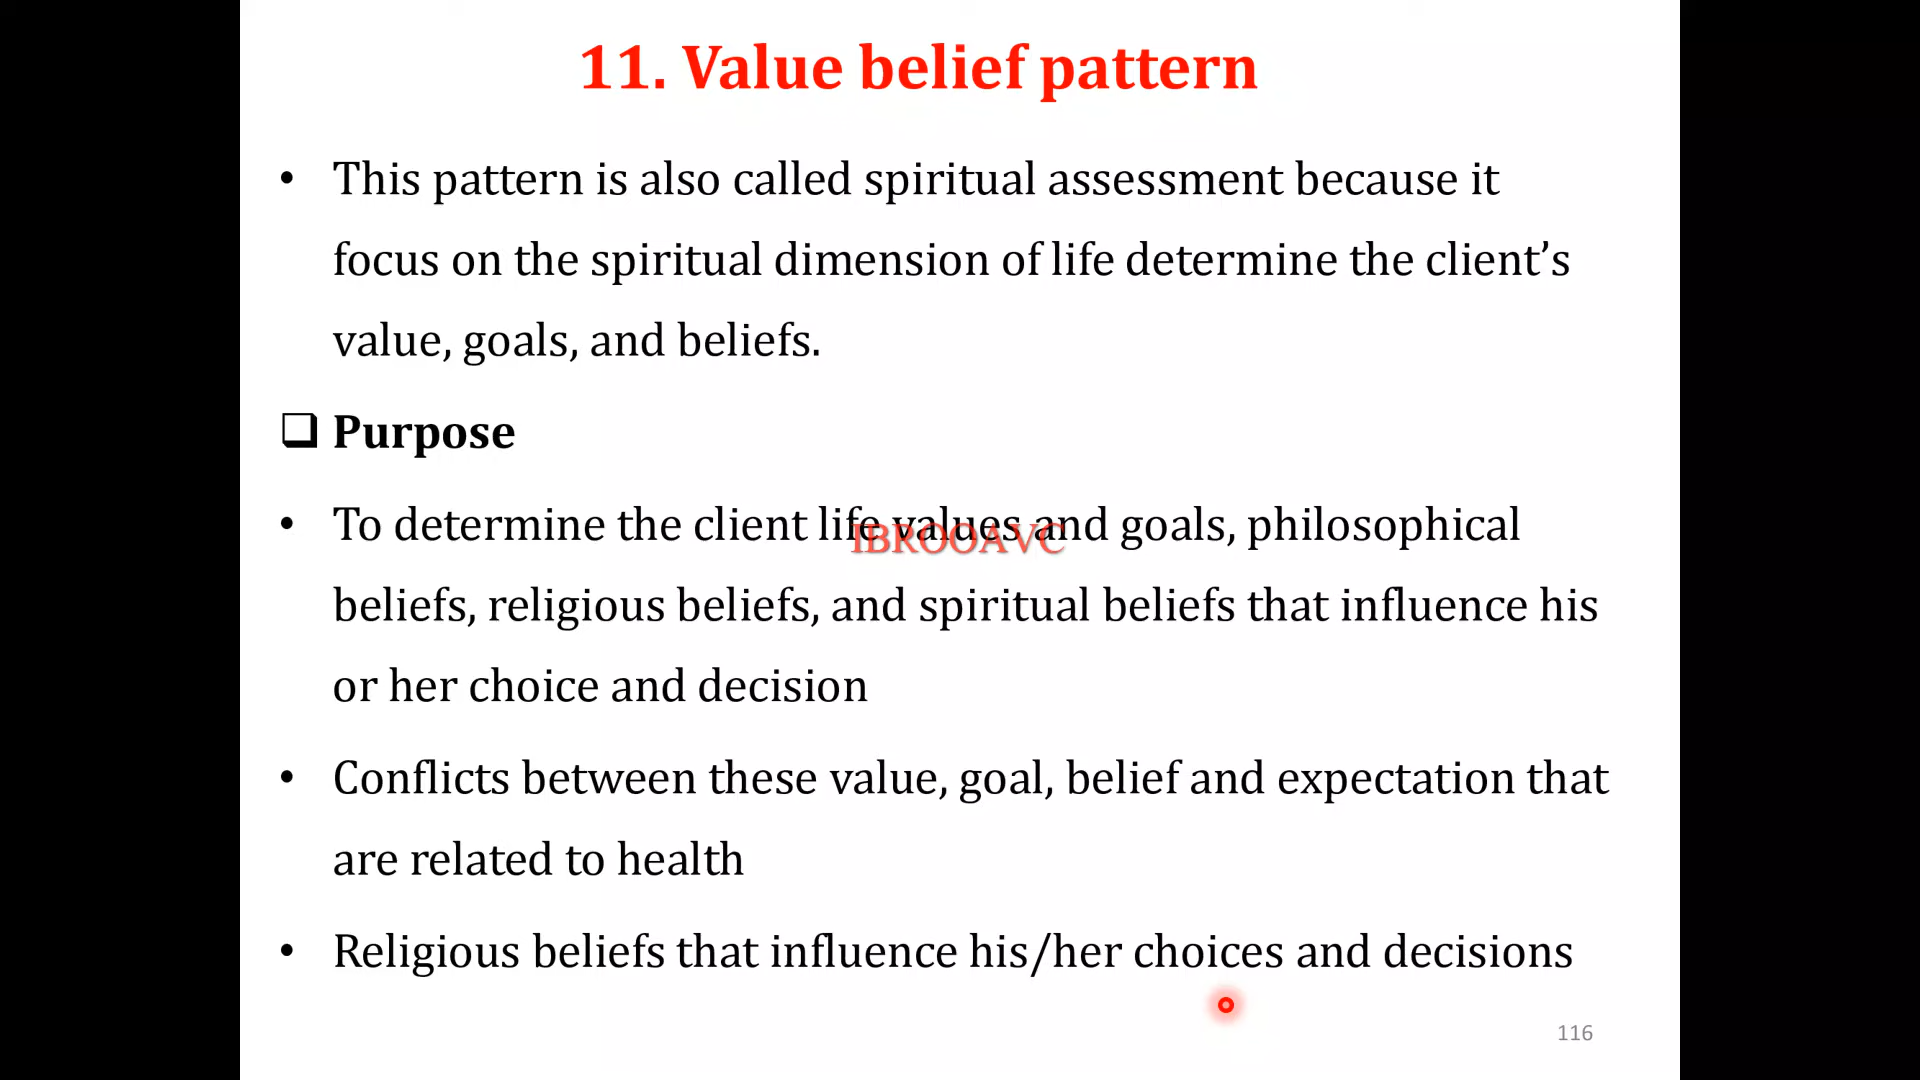 11. Value belief pattern
• This pattern is also called spiritual assessment because it
focus on the spiritual dimension of life determine the client’s
value, goals, and beliefs.
❑ Purpose
• To determine the client life values and goals, philosophical
IBROOAVC
beliefs, religious beliefs, and spiritual beliefs that influence his
or her choice and decision
• Conflicts between these value, goal, belief and expectation that
are related to health
• Religious beliefs that influence his/her choices and decisions
116